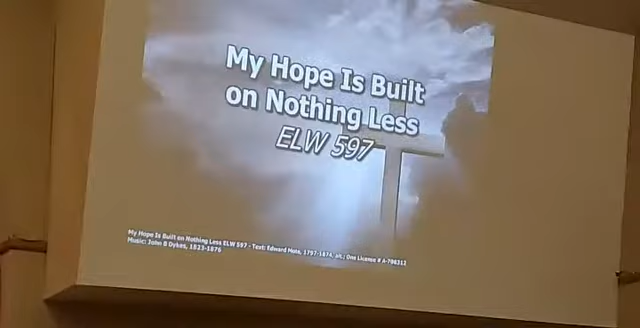 My Hope Is Built
on Nothing Less
ELW 597
My Hope Is Built on Nothing Less ELW 597 - Text: Edward Mote, 1797-1874, alt.; One License # A-708212
Music: John B Dykes, 1823-1876